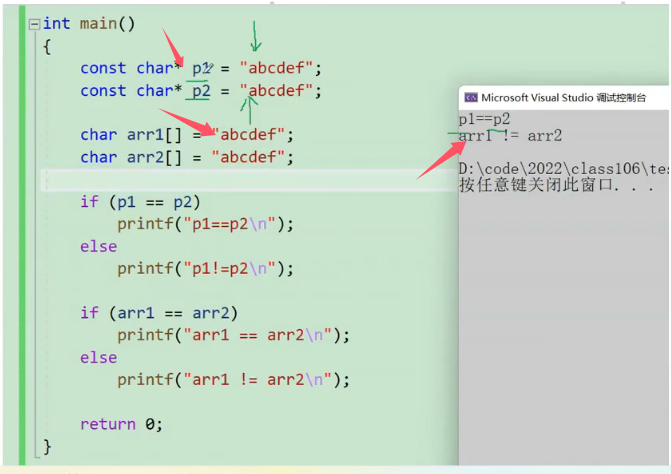 int main()
{
const char* p1 = "abcdef";
const char* p2 = "abcdef";
char arr1[] = "abcdef";
char arr2[] = "abcdef";
if (p1 == p2)
printf("p1==p2\n");
else
printf("p1!=p2\n");
if (arr1 == arr2)
printf("arr1 == arr2\n");
else
printf("arr1 != arr2\n");
return 0;
}
Microsoft Visual Studio 调试控制台
p1==p2
arr1 != arr2
D:\code\2022\class106\te
按任意键关闭此窗口. . .